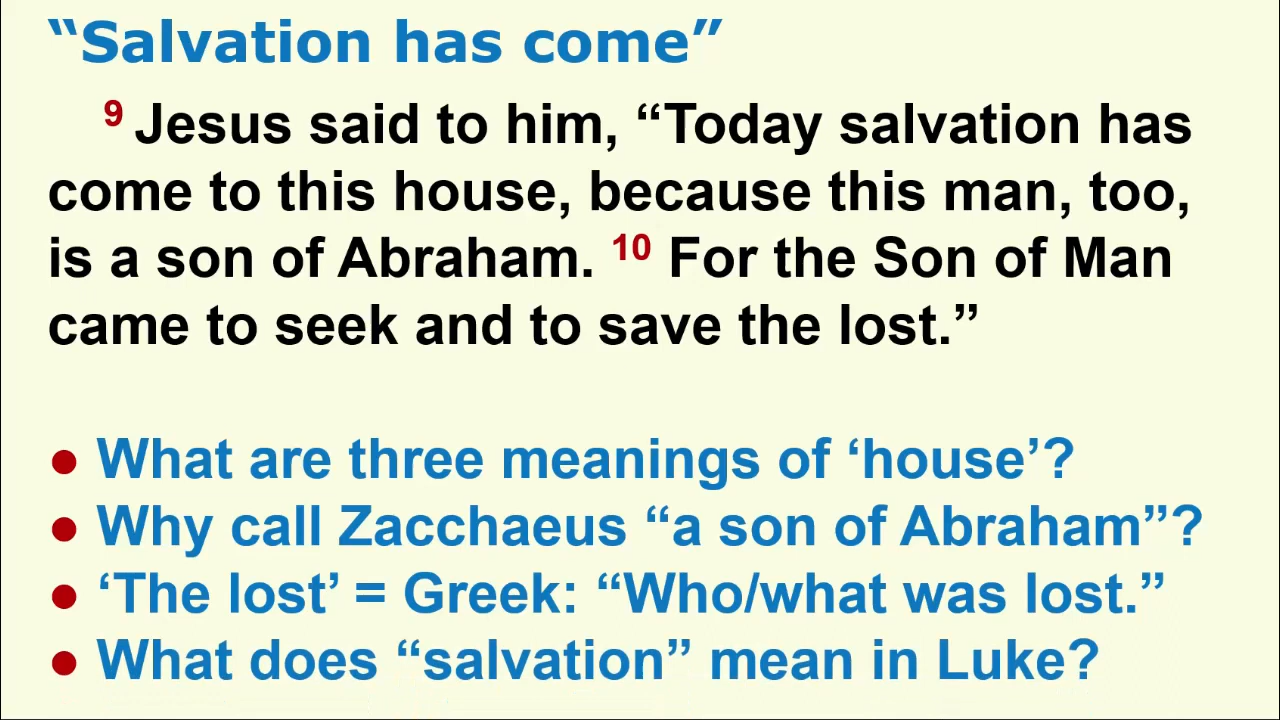 “Salvation has come”
9 Jesus said to him, “Today salvation has
come to this house, because this man, too,
is a son of Abraham. 10 For the Son of Man
came to seek and to save the lost.”
● What are three meanings of ‘house’?
● Why call Zacchaeus “a son of Abraham”?
● ‘The lost’ = Greek: “Who/what was lost.”
● What does “salvation” mean in Luke?